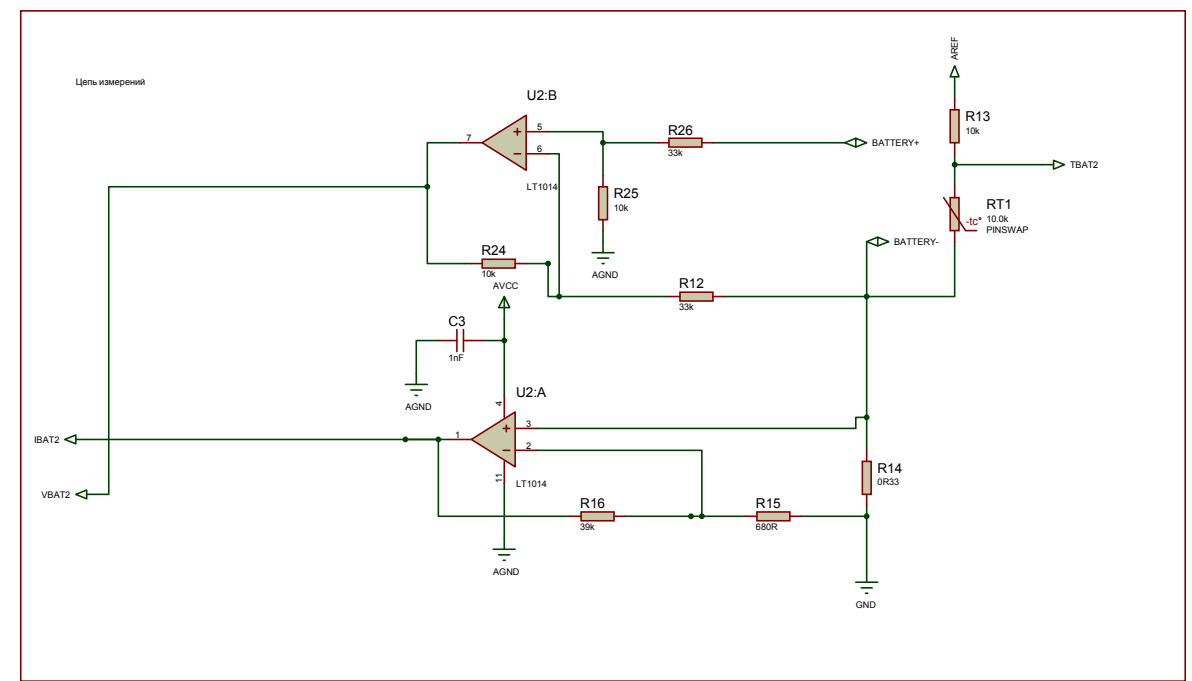 Цепь измерений
U2:B
7
5
6
+
−
LT1014
R26
33k
BATTERY+
AREF
R13
10k
TBAT2
R25
10k
AGND
RT1
10.0k
PINSWAP
-tc°
BATTERY-
R24
10k
AVCC
R12
33k
C3
1nF
AGND
U2:A
4
1
3
2
+
−
11
LT1014
IBAT2
VBAT2
R16
39k
R15
680R
R14
0R33
AGND
GND